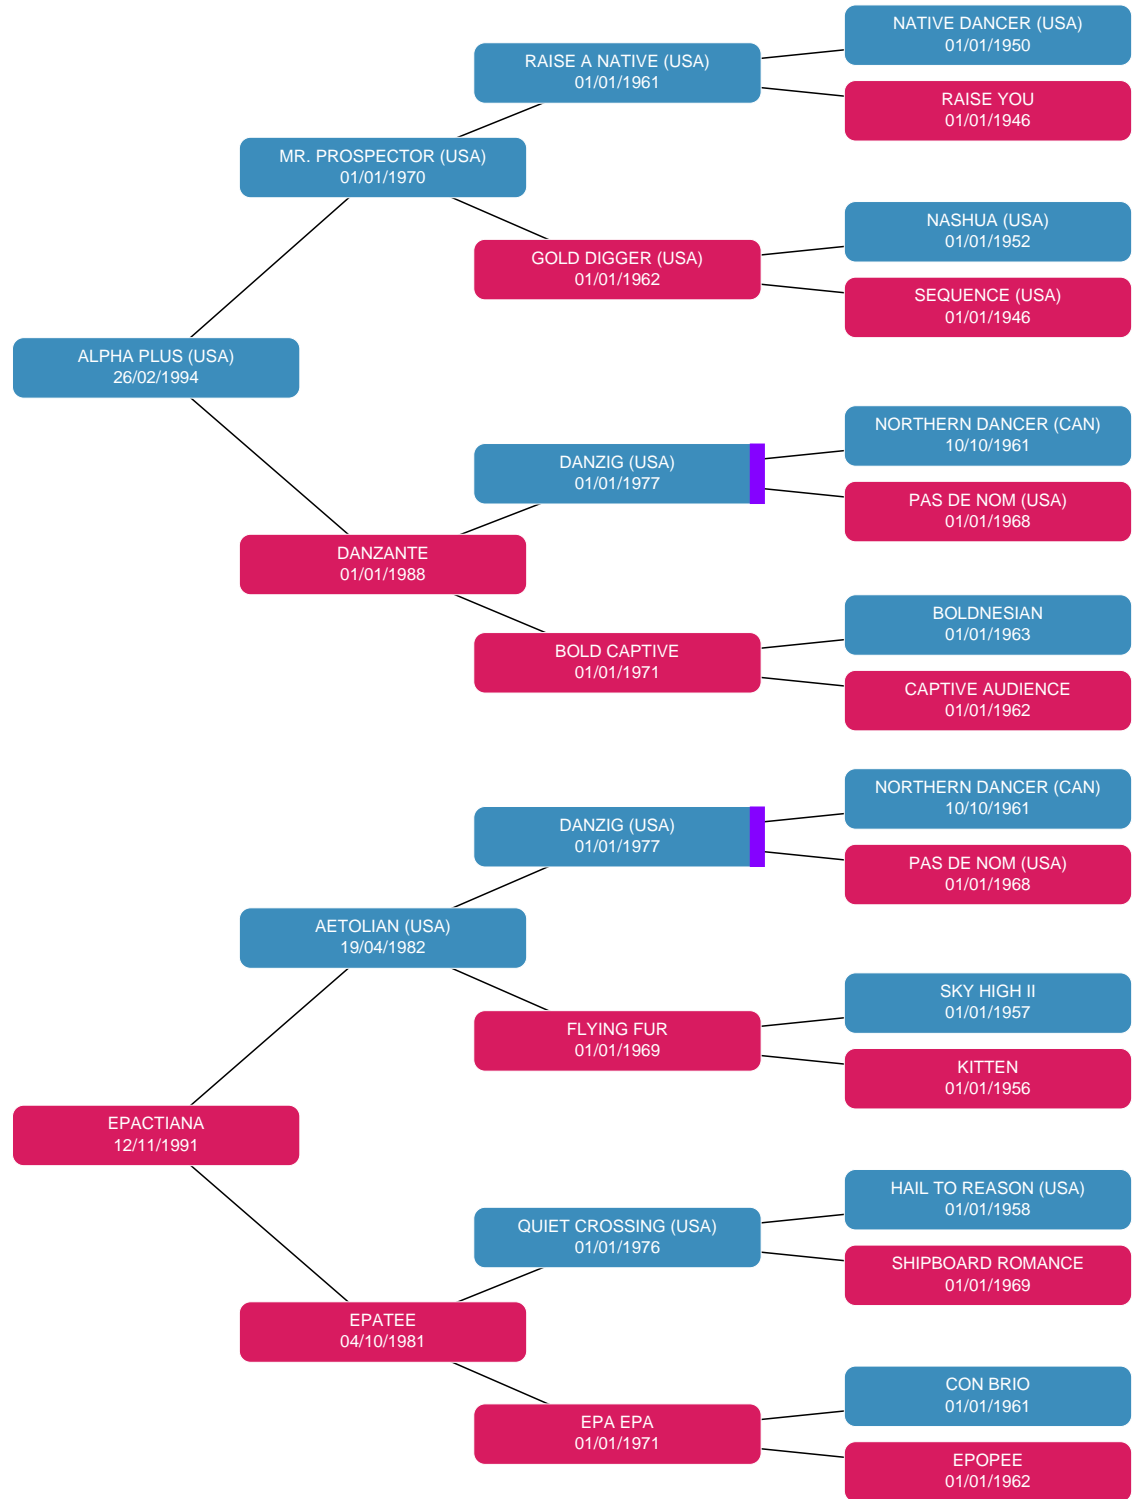 NATIVE DANCER (USA)
01/01/1950
RAISE A NATIVE (USA)
01/01/1961
RAISE YOU
01/01/1946
MR. PROSPECTOR (USA)
01/01/1970
NASHUA (USA)
01/01/1952
GOLD DIGGER (USA)
01/01/1962
SEQUENCE (USA)
01/01/1946
ALPHA PLUS (USA)
26/02/1994
NORTHERN DANCER (CAN)
10/10/1961
DANZIG (USA)
01/01/1977
PAS DE NOM (USA)
01/01/1968
DANZANTE
01/01/1988
BOLDNESIAN
01/01/1963
BOLD CAPTIVE
01/01/1971
CAPTIVE AUDIENCE
01/01/1962
NORTHERN DANCER (CAN)
10/10/1961
DANZIG (USA)
01/01/1977
PAS DE NOM (USA)
01/01/1968
AETOLIAN (USA)
19/04/1982
SKY HIGH II
01/01/1957
FLYING FUR
01/01/1969
KITTEN
01/01/1956
EPACTIANA
12/11/1991
HAIL TO REASON (USA)
01/01/1958
QUIET CROSSING (USA)
01/01/1976
SHIPBOARD ROMANCE
01/01/1969
EPATEE
04/10/1981
CON BRIO
01/01/1961
EPA EPA
01/01/1971
EPOPEE
01/01/1962